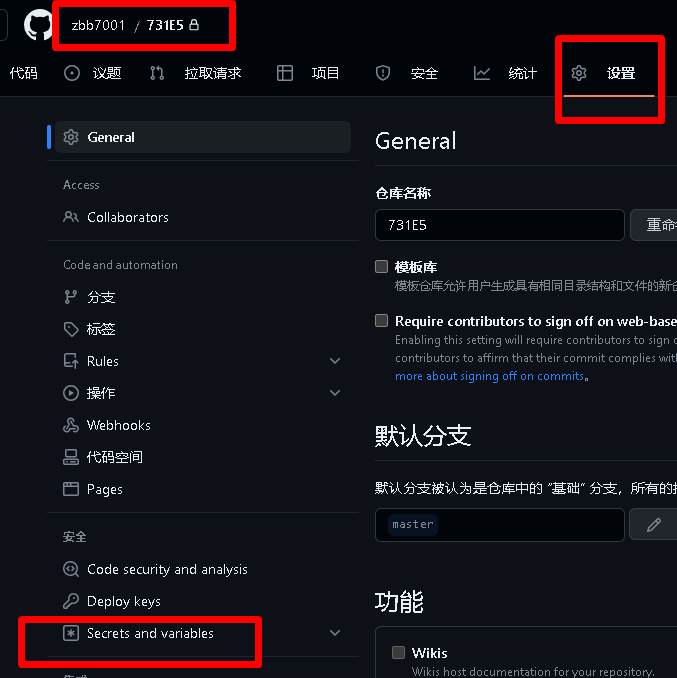 zbb7001 / 731E5
代码 议题 拉取请求 项目 安全 统计 设置
General
Access
Collaborators
Code and automation
分支
标签
Rules
操作
Webhooks
代码空间
Pages
安全
Code security and analysis
Deploy keys
Secrets and variables
General
仓库名称
731E5
重命
模板库
模板仓库允许用户生成具有相同目录结构和文件的新
Require contributors to sign off on web-base
Enabling this setting will require contributors to sign
contributors to affirm that their commit complies wit
more about signing off on commits。
默认分支
默认分支被认为是仓库中的 “基础” 分支，所有的
master
功能
Wikis
Wikis host documentation for your repository.